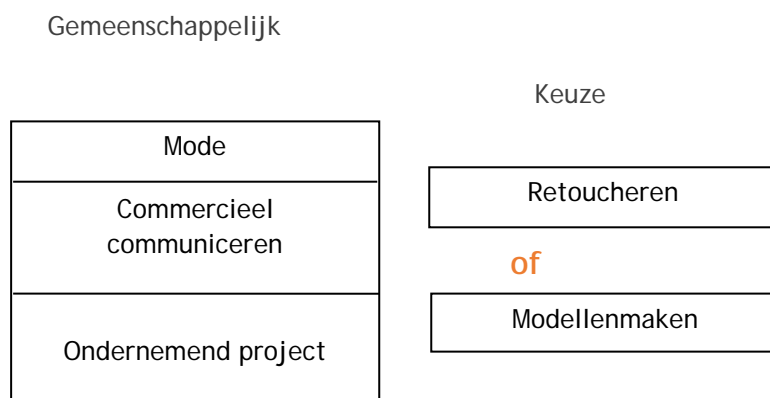 Gemeenschappelijk
Keuze
Mode
Commercieel
communiceren
Ondernemend project
Retoucheren
of
Modellenmaken